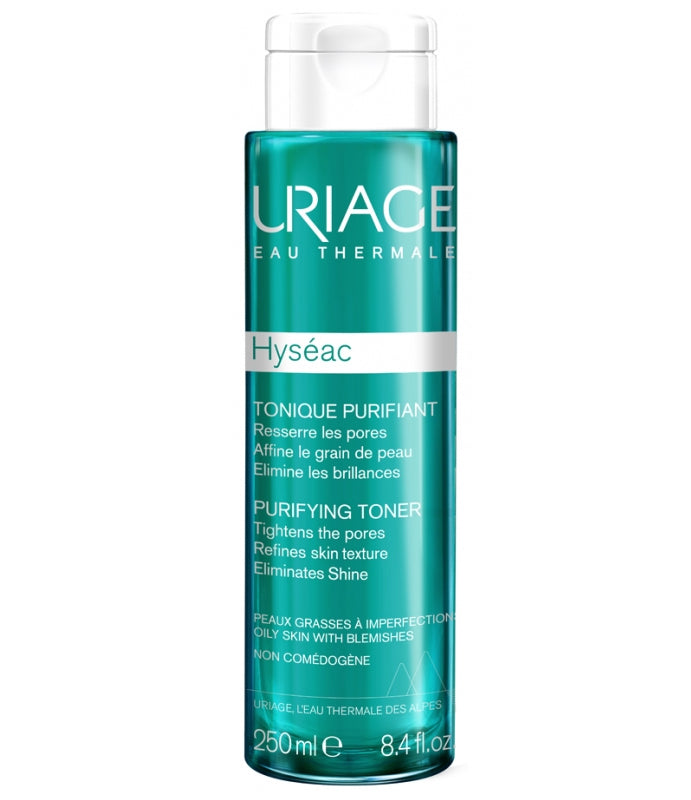 URIAGE
EAU THERMALE
Hyséac
TONIQUE PURIFIANT
Resserre les pores
Affine le grain de peau
Elimine les brillances
PURIFYING TONER
Tightens the pores
Refines skin texture
Eliminates Shine
PEAUX GRASSES À IMPERFECTIONS
OILY SKIN WITH BLEMISHES
NON COMÉDOGÈNE
URIAGE, L'EAU THERMALE DES ALPES
250 ml e 8.4 fl.oz.